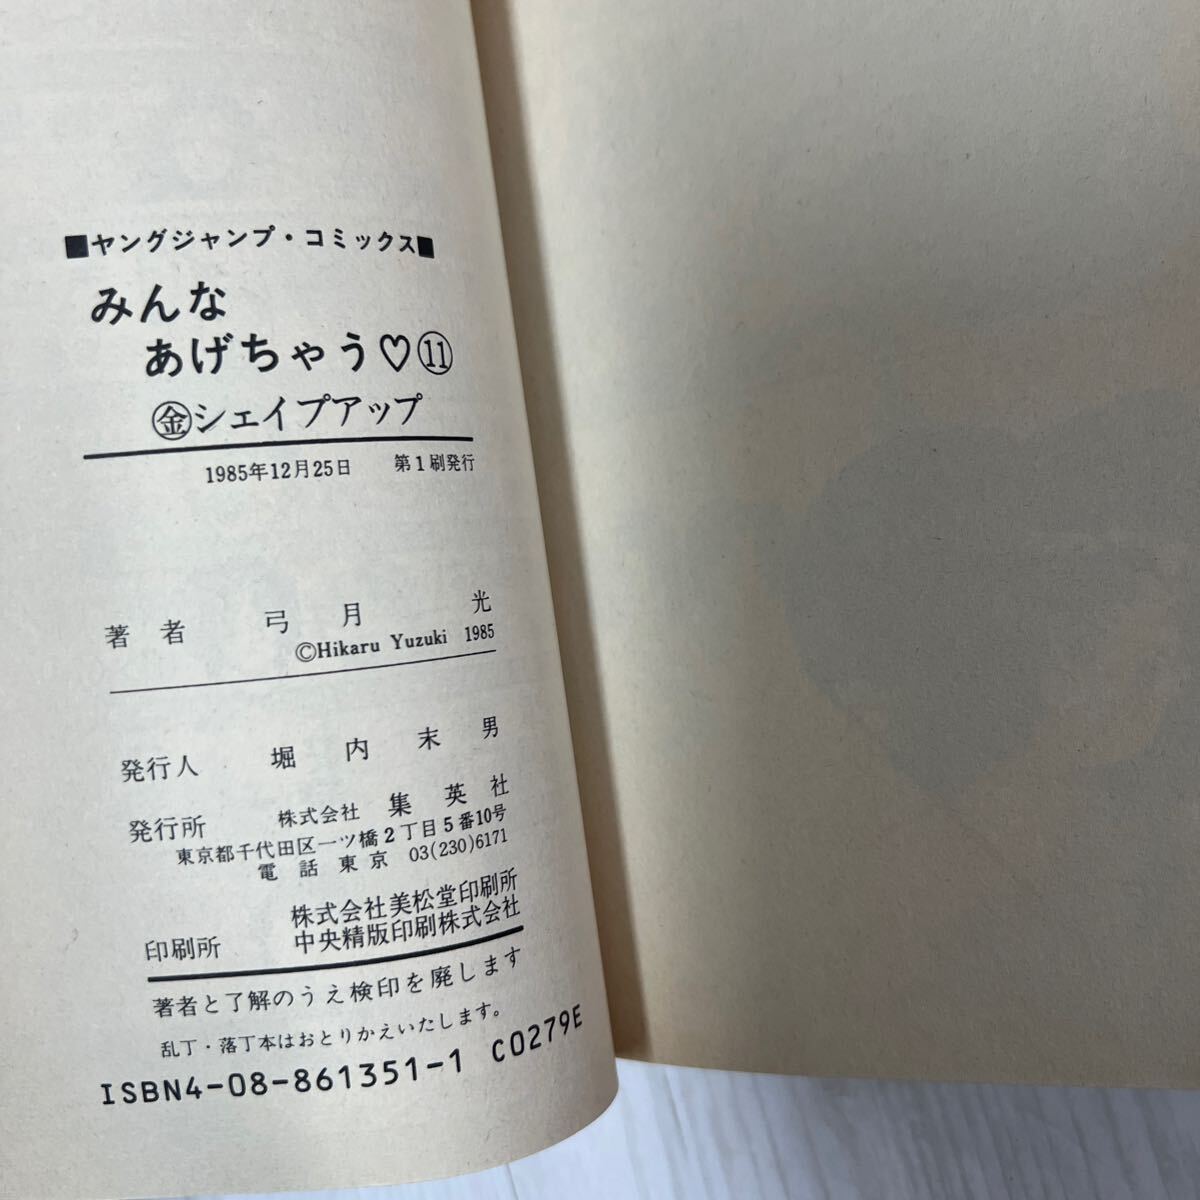 ■ヤングジャンプ・コミックス■
みんな
あげちゃう♡⑪
㊎シェイプアップ
1985年12月25日 第1刷発行
著者 弓月 光
©Hikaru Yuzuki 1985
発行人 堀内末男
発行所 株式会社 集英社
東京都千代田区一ツ橋2丁目5番10号
電話 東京 03(230)6171
株式会社美松堂印刷所
印刷所 中央精版印刷株式会社
著者と了解のうえ検印を廃します
乱丁・落丁本はおとりかえいたします。
ISBN4-08-861351-1 C0279E